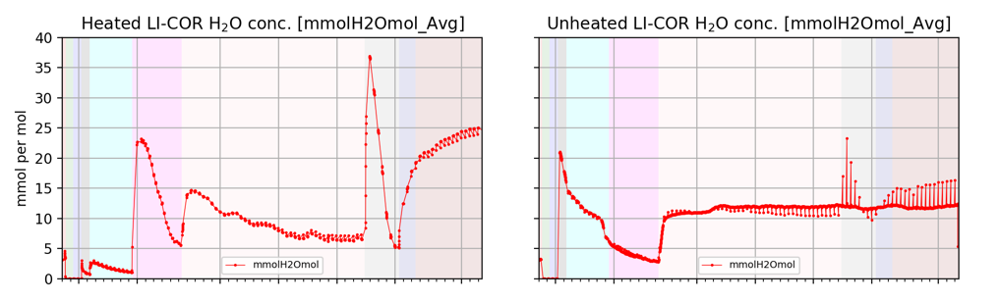 Heated LI-COR H₂O conc. [mmolH2Omol_Avg]
Unheated LI-COR H₂O conc. [mmolH2Omol_Avg]
mmol per mol
40
35
30
25
20
15
10
5
0
mmolH2Omol
mmolH2Omol